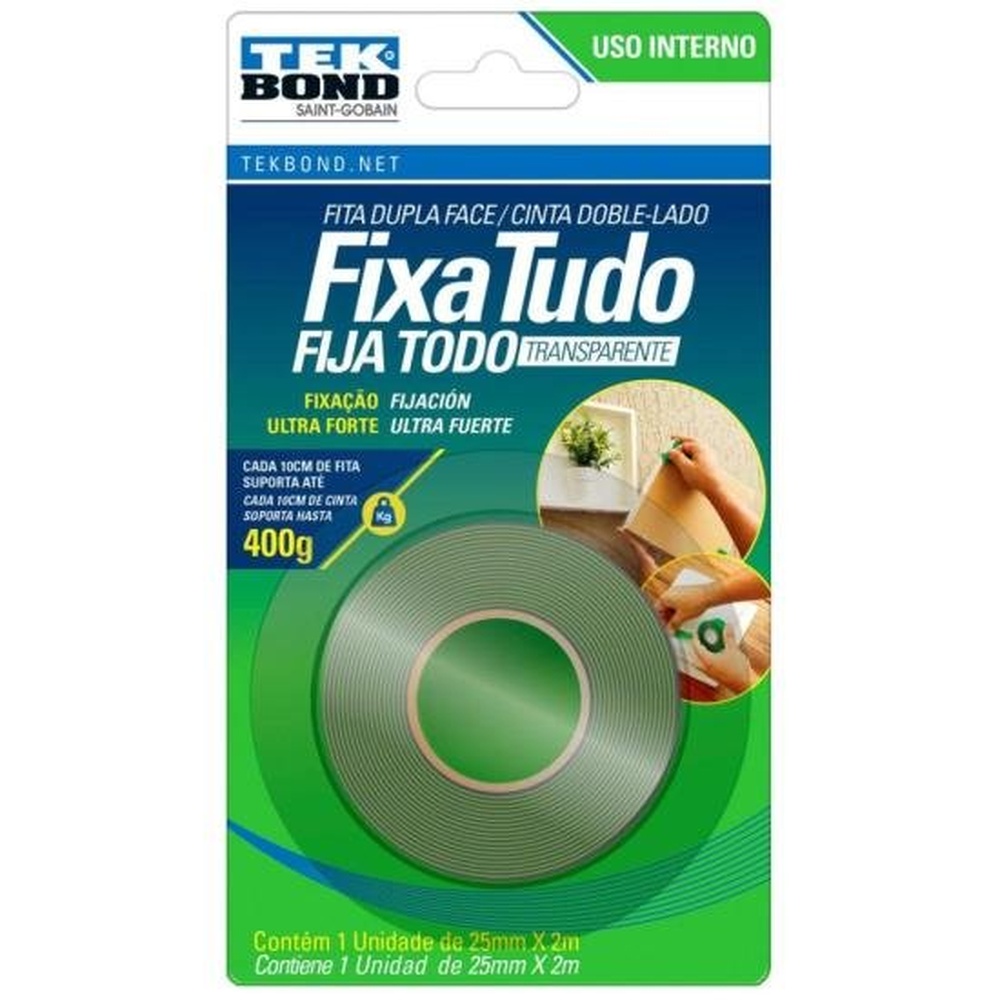 TEK
BOND
SAINT-GOBAIN
USO INTERNO
TEKBOND.NET
FITA DUPLA FACE / CINTA DOBLE-LADO
Fixa Tudo
FIJA TODO TRANSPARENTE
FIXAÇÃO FIJACIÓN
ULTRA FORTE ULTRA FUERTE
CADA 10CM DE FITA
SUPORTA ATÉ
CADA 10CM DE CINTA
SOPORTA HASTA
Kg
400g
Contém 1 Unidade de 25mm X 2m
Contiene 1 Unidad de 25mm X 2m